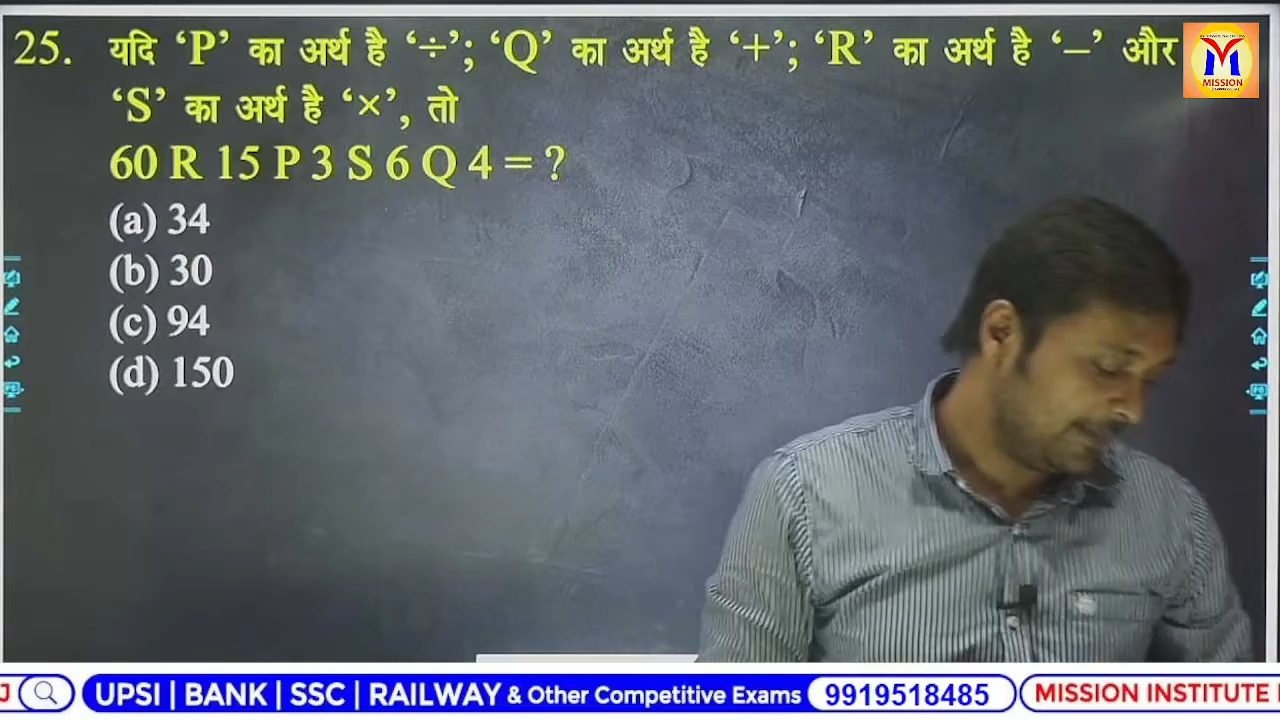 25. यदि ‘P’ का अर्थ है ‘÷’; ‘Q’ का अर्थ है ‘+’; ‘R’ का अर्थ है ‘–’ और
‘S’ का अर्थ है ‘×’, तो
60 R 15 P 3 S 6 Q 4 = ?
(a) 34
(b) 30
(c) 94
(d) 150
MISSION
J UPSI | BANK | SSC | RAILWAY & Other Competitive Exams 9919518485 MISSION INSTITUTE